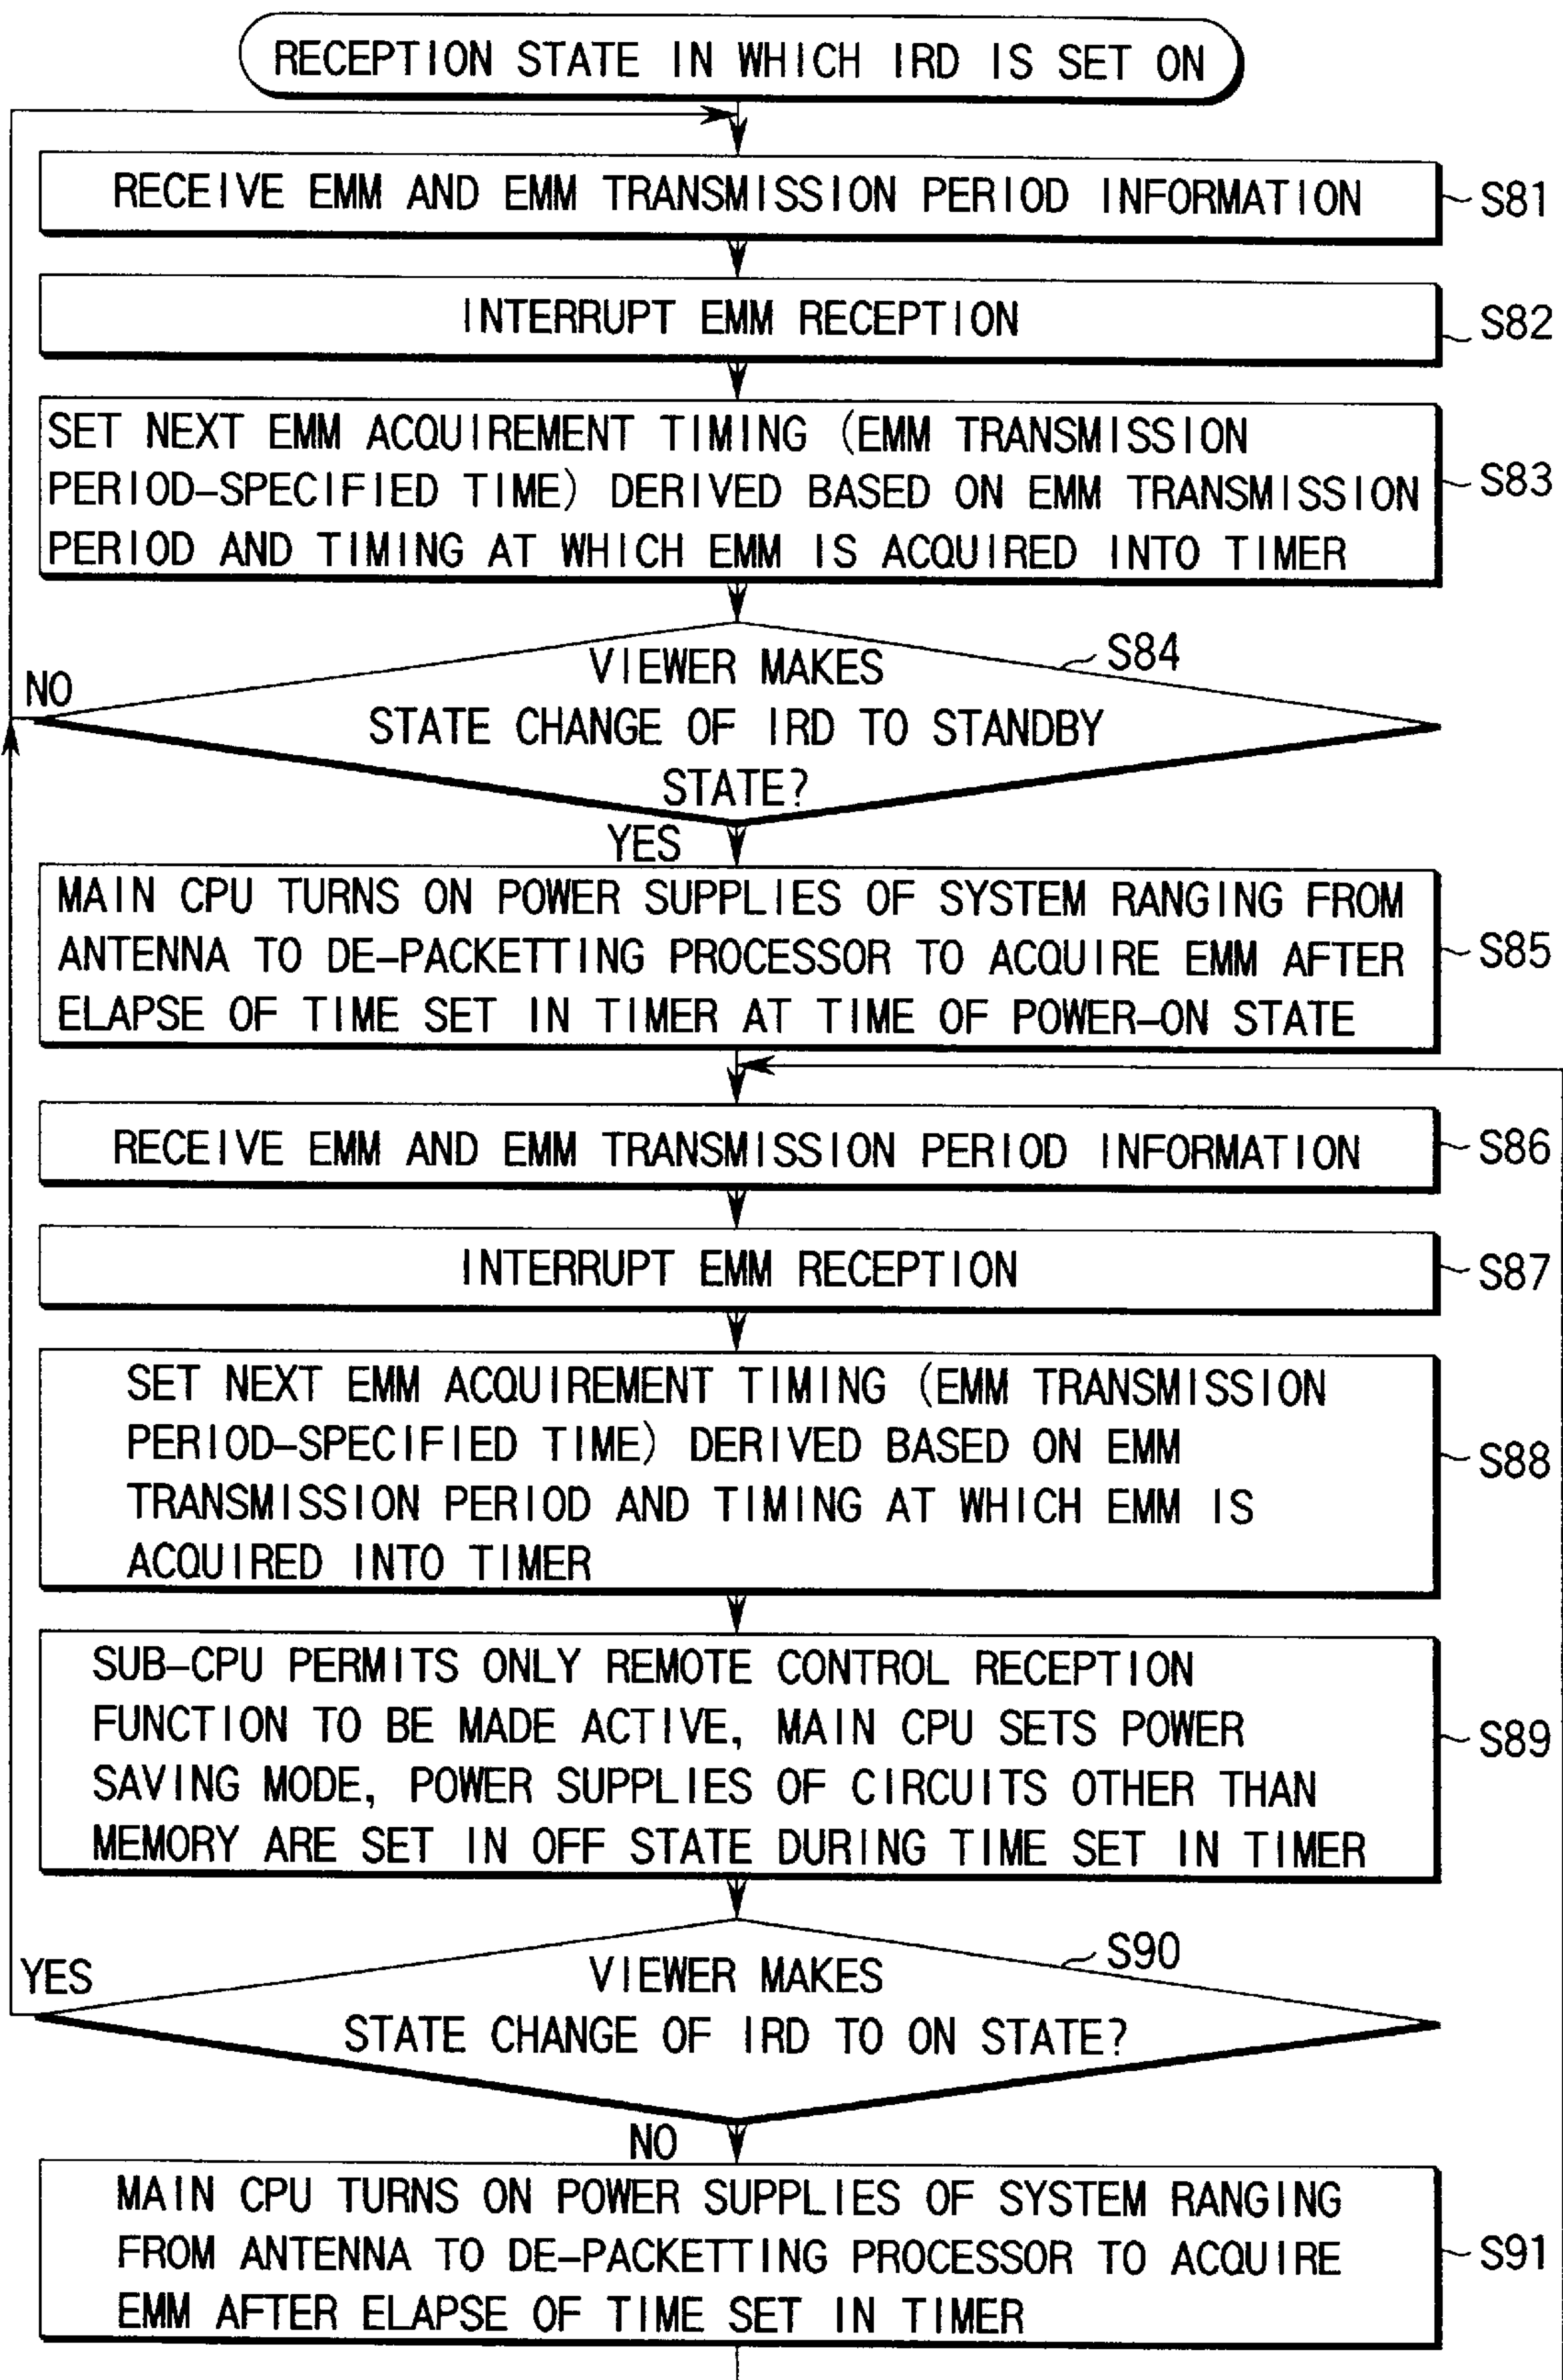 RECEPTION STATE IN WHICH IRD IS SET ON
RECEIVE EMM AND EMM TRANSMISSION PERIOD INFORMATION
S81
INTERRUPT EMM RECEPTION
S82
SET NEXT EMM ACQUIREMENT TIMING (EMM TRANSMISSION
PERIOD-SPECIFIED TIME) DERIVED BASED ON EMM TRANSMISSION
PERIOD AND TIMING AT WHICH EMM IS ACQUIRED INTO TIMER
S83
VIEWER MAKES
STATE CHANGE OF IRD TO STANDBY
STATE?
S84
NO
YES
MAIN CPU TURNS ON POWER SUPPLIES OF SYSTEM RANGING FROM
ANTENNA TO DE-PACKETTING PROCESSOR TO ACQUIRE EMM AFTER
ELAPSE OF TIME SET IN TIMER AT TIME OF POWER-ON STATE
S85
RECEIVE EMM AND EMM TRANSMISSION PERIOD INFORMATION
S86
INTERRUPT EMM RECEPTION
S87
SET NEXT EMM ACQUIREMENT TIMING (EMM TRANSMISSION
PERIOD-SPECIFIED TIME) DERIVED BASED ON EMM
TRANSMISSION PERIOD AND TIMING AT WHICH EMM IS
ACQUIRED INTO TIMER
S88
SUB-CPU PERMITS ONLY REMOTE CONTROL RECEPTION
FUNCTION TO BE MADE ACTIVE, MAIN CPU SETS POWER
SAVING MODE, POWER SUPPLIES OF CIRCUITS OTHER THAN
MEMORY ARE SET IN OFF STATE DURING TIME SET IN TIMER
S89
VIEWER MAKES
STATE CHANGE OF IRD TO ON STATE?
S90
YES
NO
MAIN CPU TURNS ON POWER SUPPLIES OF SYSTEM RANGING
FROM ANTENNA TO DE-PACKETTING PROCESSOR TO ACQUIRE
EMM AFTER ELAPSE OF TIME SET IN TIMER
S91